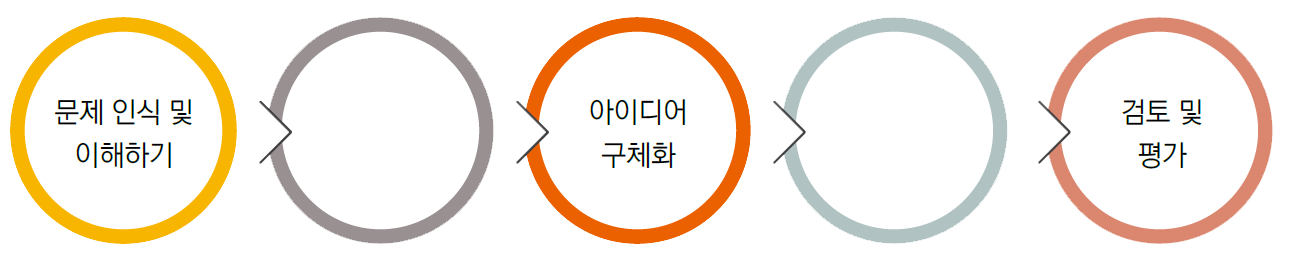 문제 인식 및
이해하기
아이디어
구체화
검토 및
평가